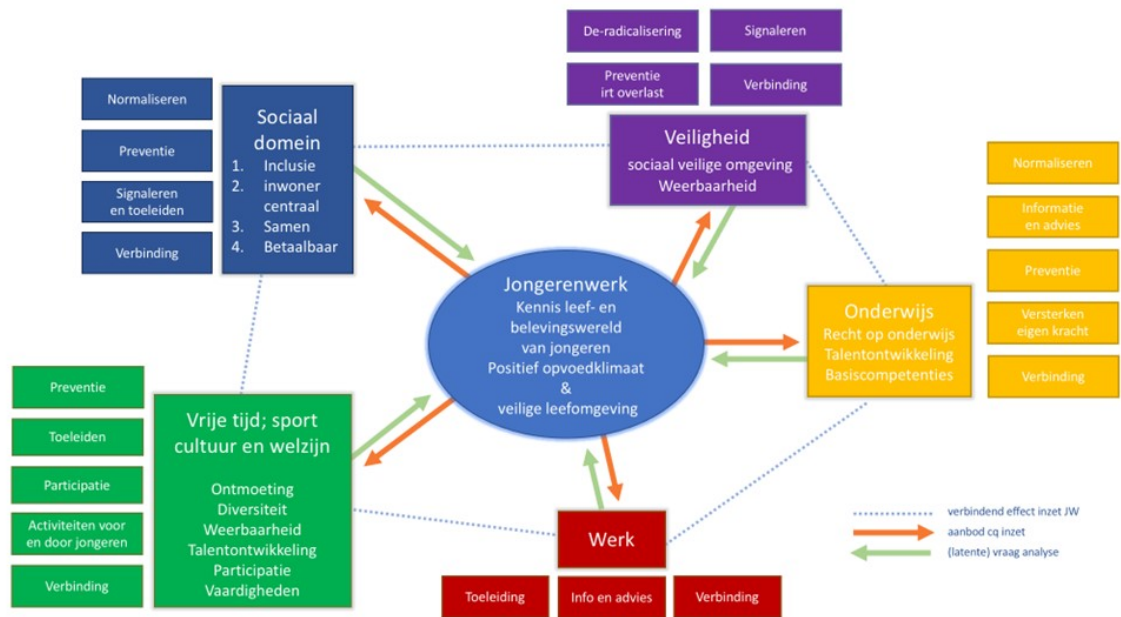 De-radicalisering
Signaleren
Preventie
irt overlast
Verbinding
Veiligheid
sociaal veilige omgeving
Weerbaarheid
Normaliseren
Preventie
Signaleren
en toeleiden
Verbinding
Sociaal
domein
1. Inclusie
2. inwoner
centraal
3. Samen
4. Betaalbaar
Normaliseren
Informatie
en advies
Preventie
Versterken
eigen kracht
Verbinding
Onderwijs
Recht op onderwijs
Talentontwikkeling
Basiscompetenties
Jongerenwerk
Kennis leef- en
belevingswereld
van jongeren
Positief opvoedklimaat
&
veilige leefomgeving
Preventie
Toeleiden
Participatie
Activiteiten voor
en door jongeren
Verbinding
Vrije tijd; sport
cultuur en welzijn
Ontmoeting
Diversiteit
Weerbaarheid
Talentontwikkeling
Participatie
Vaardigheden
Werk
Toeleiding
Info en advies
Verbinding
verbindend effect inzet JW
aanbod cq inzet
(latente) vraag analyse